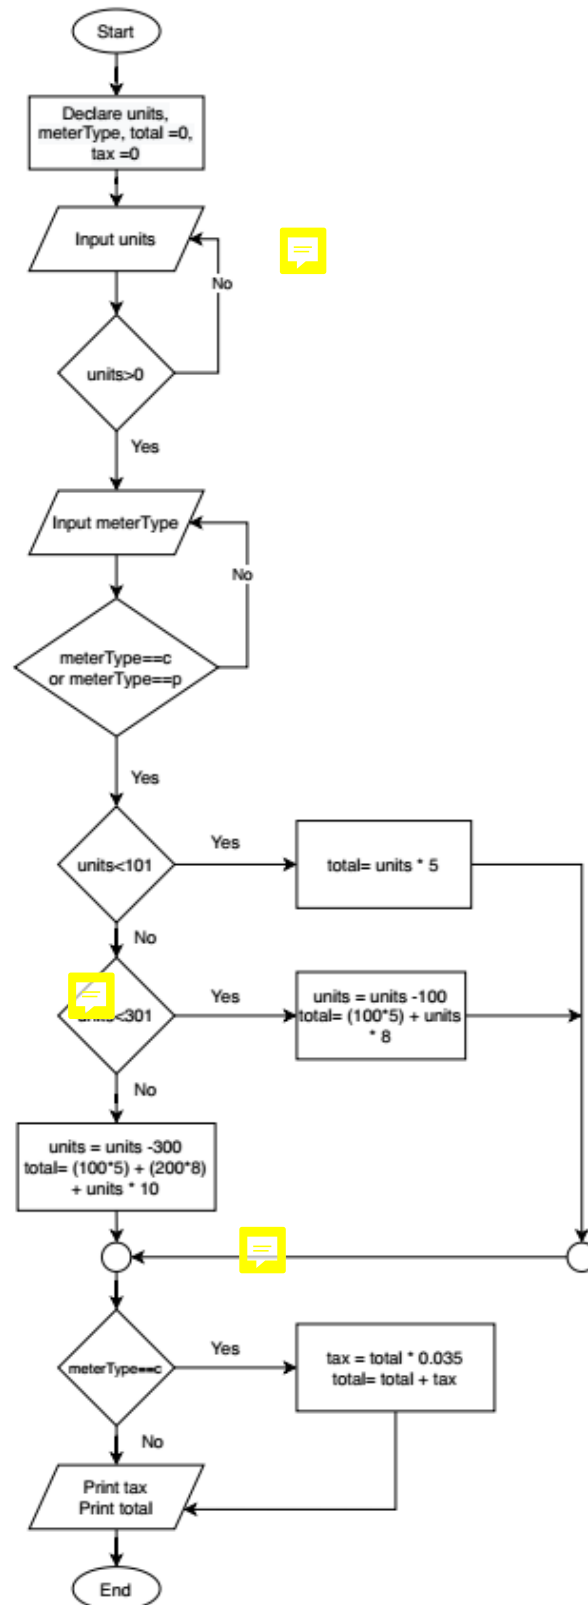 Start
Declare units,
meterType, total =0,
tax =0
Input units
No
units>0
Yes
Input meterType
No
meterType==c
or meterType==p
Yes
units<101
Yes
total= units * 5
No
units<301
Yes
units = units -100
total= (100*5) + units
* 8
No
units = units -300
total= (100*5) + (200*8)
+ units * 10
meterType==c
Yes
tax = total * 0.035
total= total + tax
No
Print tax
Print total
End